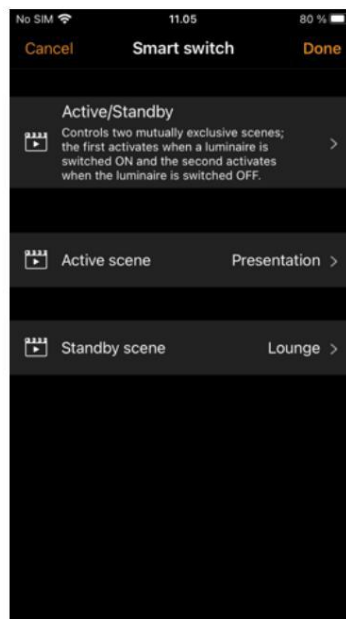 No SIM 11.05 80 %
Cancel Smart switch Done
Active/Standby
Controls two mutually exclusive scenes;
the first activates when a luminaire is
switched ON and the second activates
when the luminaire is switched OFF.
Active scene Presentation
Standby scene Lounge